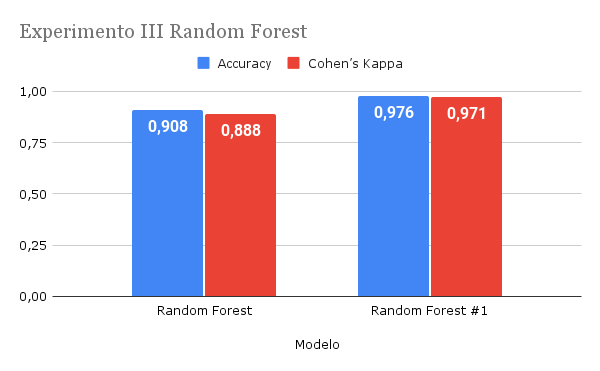 Experimento III Random Forest
Accuracy
Cohen’s Kappa
1,00
0,75
0,50
0,25
0,00
0,908
0,888
0,976
0,971
Random Forest
Random Forest #1
Modelo